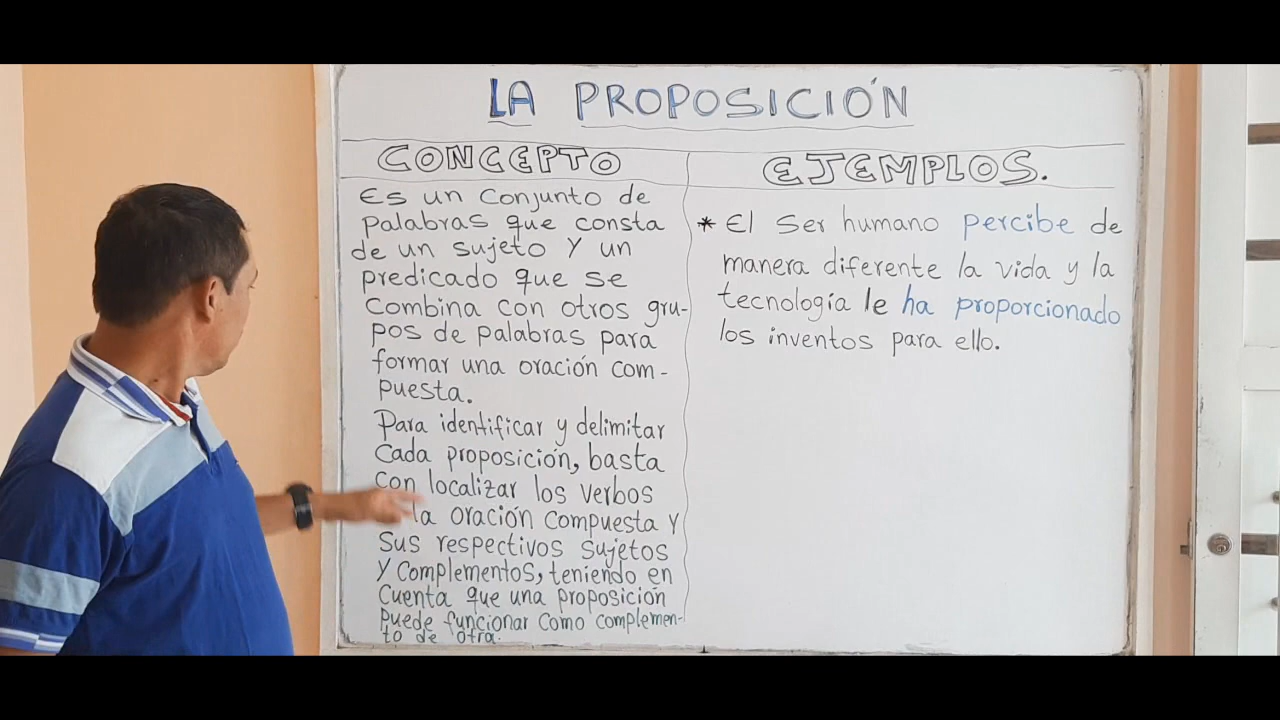 LA PROPOSICIÓN
CONCEPTO
Es un conjunto de
palabras que consta
de un sujeto y un
predicado que se
combina con otros gru-
pos de palabras para
formar una oración com-
puesta.
Para identificar y delimitar
cada proposición, basta
con localizar los verbos
la oración compuesta y
sus respectivos sujetos
y complementos, teniendo en
cuenta que una proposición
puede funcionar como complemen-
to de otra.
EJEMPLOS.
* El ser humano percibe de
manera diferente la vida y la
tecnología le ha proporcionado
los inventos para ello.